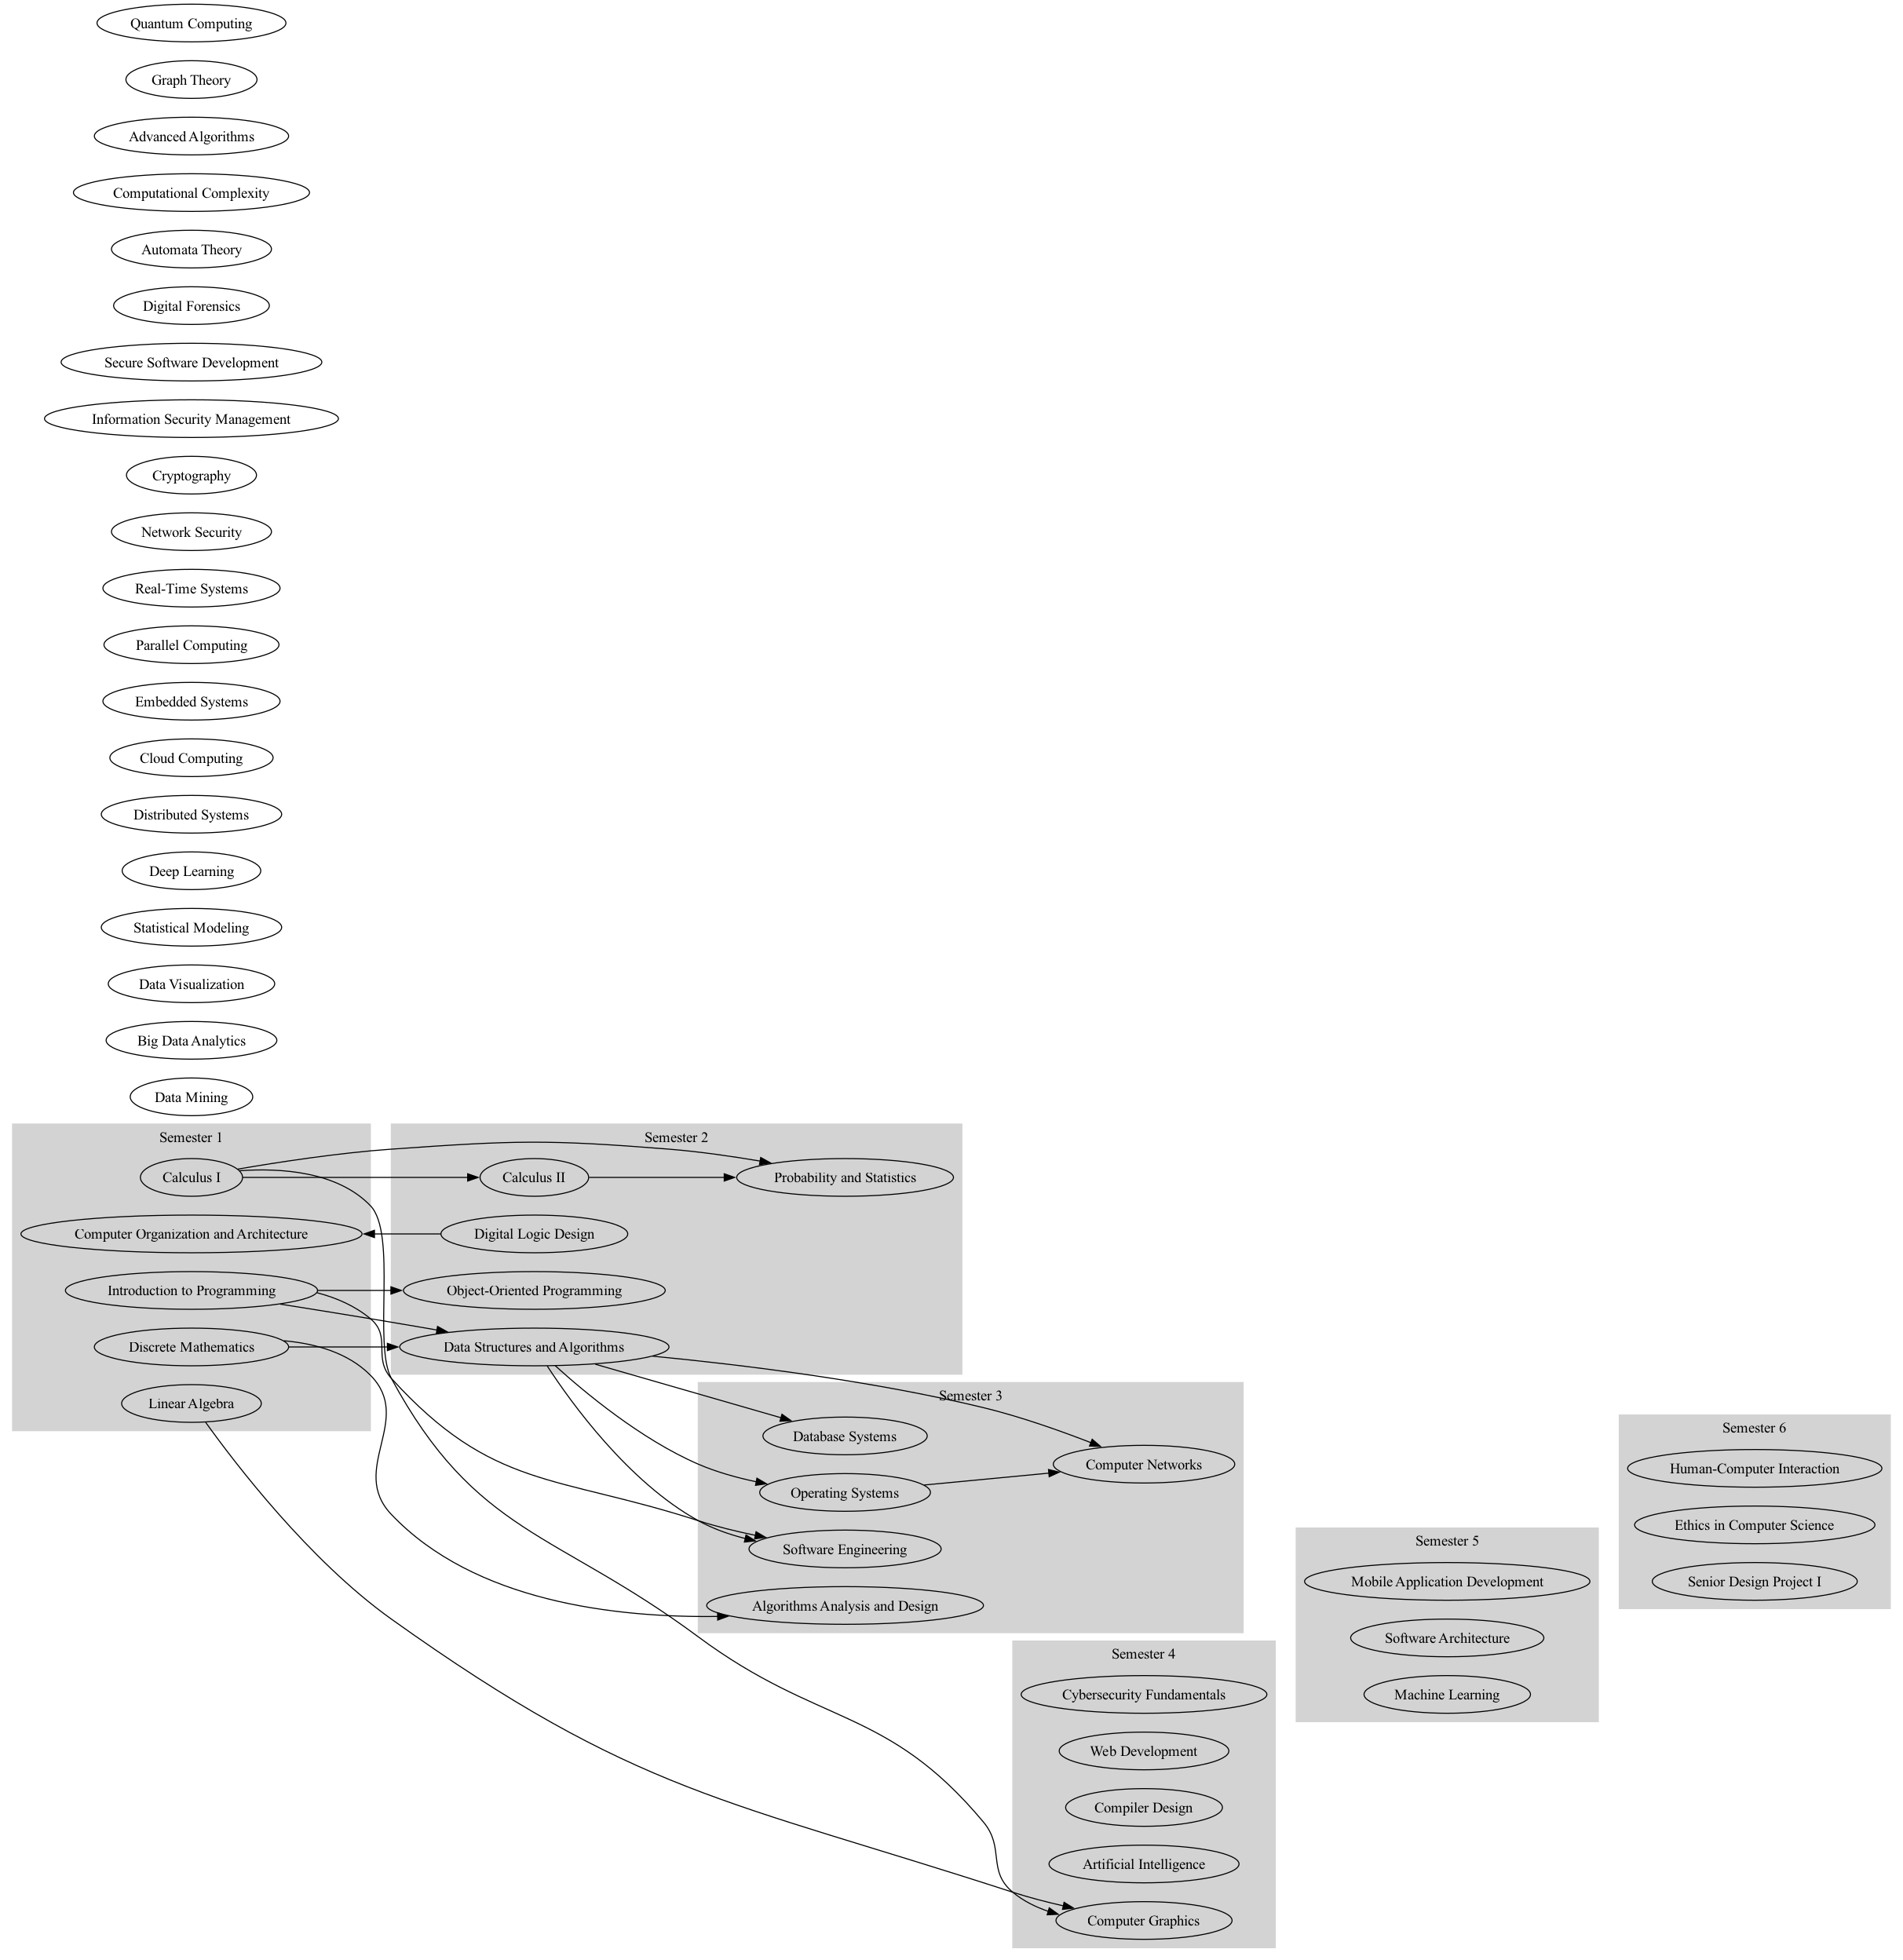 Quantum Computing
Graph Theory
Advanced Algorithms
Computational Complexity
Automata Theory
Digital Forensics
Secure Software Development
Information Security Management
Cryptography
Network Security
Real-Time Systems
Parallel Computing
Embedded Systems
Cloud Computing
Distributed Systems
Deep Learning
Statistical Modeling
Data Visualization
Big Data Analytics
Data Mining
Semester 1
Calculus I
Computer Organization and Architecture
Introduction to Programming
Discrete Mathematics
Linear Algebra
Semester 2
Calculus II
Probability and Statistics
Digital Logic Design
Object-Oriented Programming
Data Structures and Algorithms
Semester 3
Database Systems
Computer Networks
Operating Systems
Software Engineering
Algorithms Analysis and Design
Semester 4
Cybersecurity Fundamentals
Web Development
Compiler Design
Artificial Intelligence
Computer Graphics
Semester 5
Mobile Application Development
Software Architecture
Machine Learning
Semester 6
Human-Computer Interaction
Ethics in Computer Science
Senior Design Project I